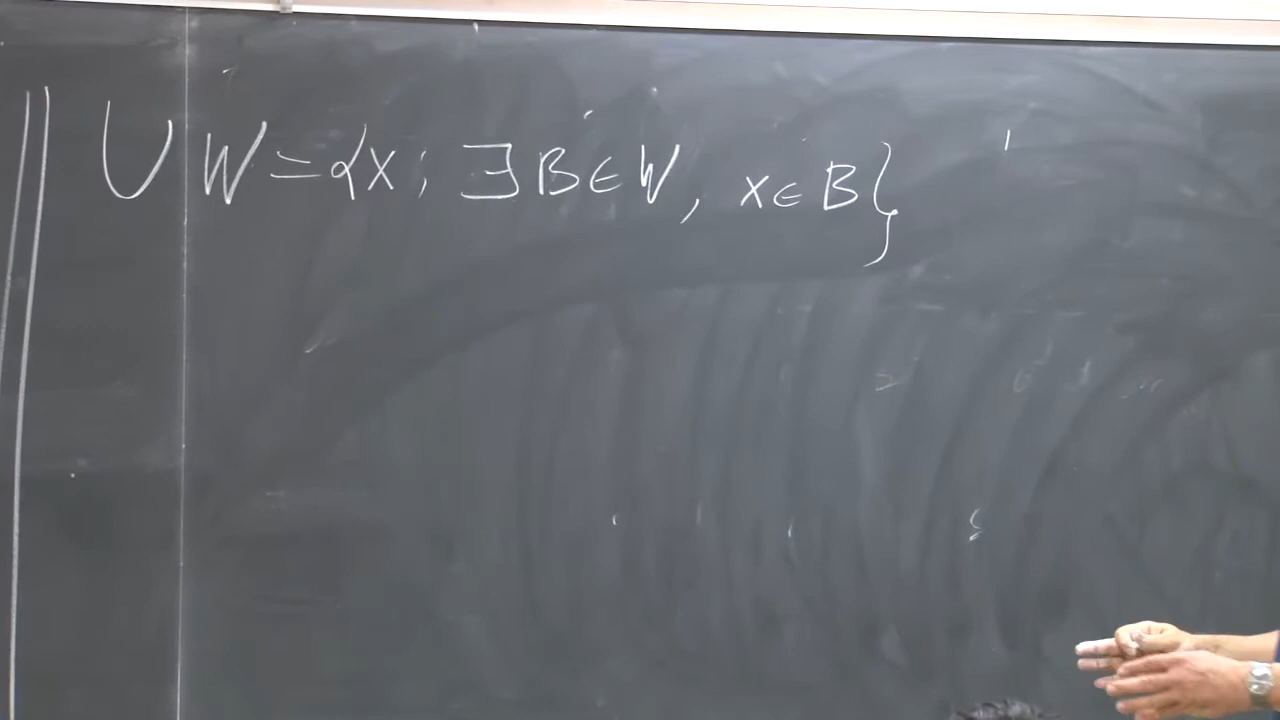 ∪ W = {x; ∃ B ∈ W, x ∈ B}